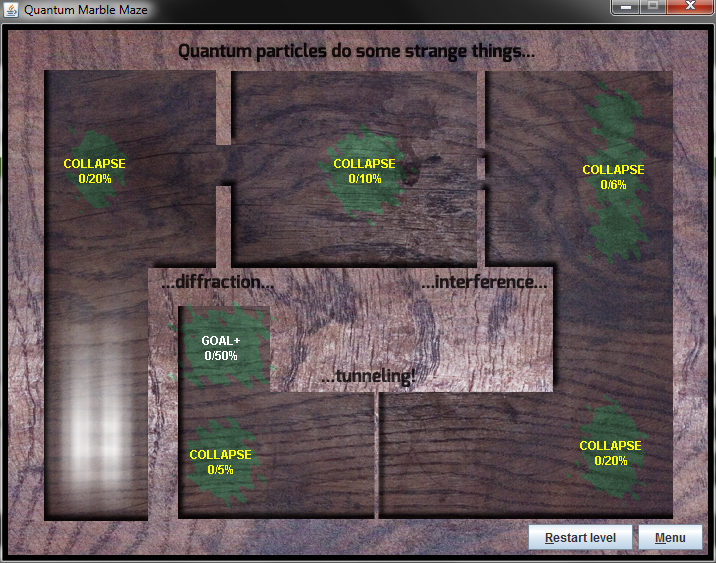 Quantum Marble Maze
Quantum particles do some strange things...
COLLAPSE
0/20%
COLLAPSE
0/10%
COLLAPSE
0/6%
...diffraction...
...interference...
GOAL+
0/50%
...tunneling!
COLLAPSE
0/5%
COLLAPSE
0/20%
Restart level
Menu